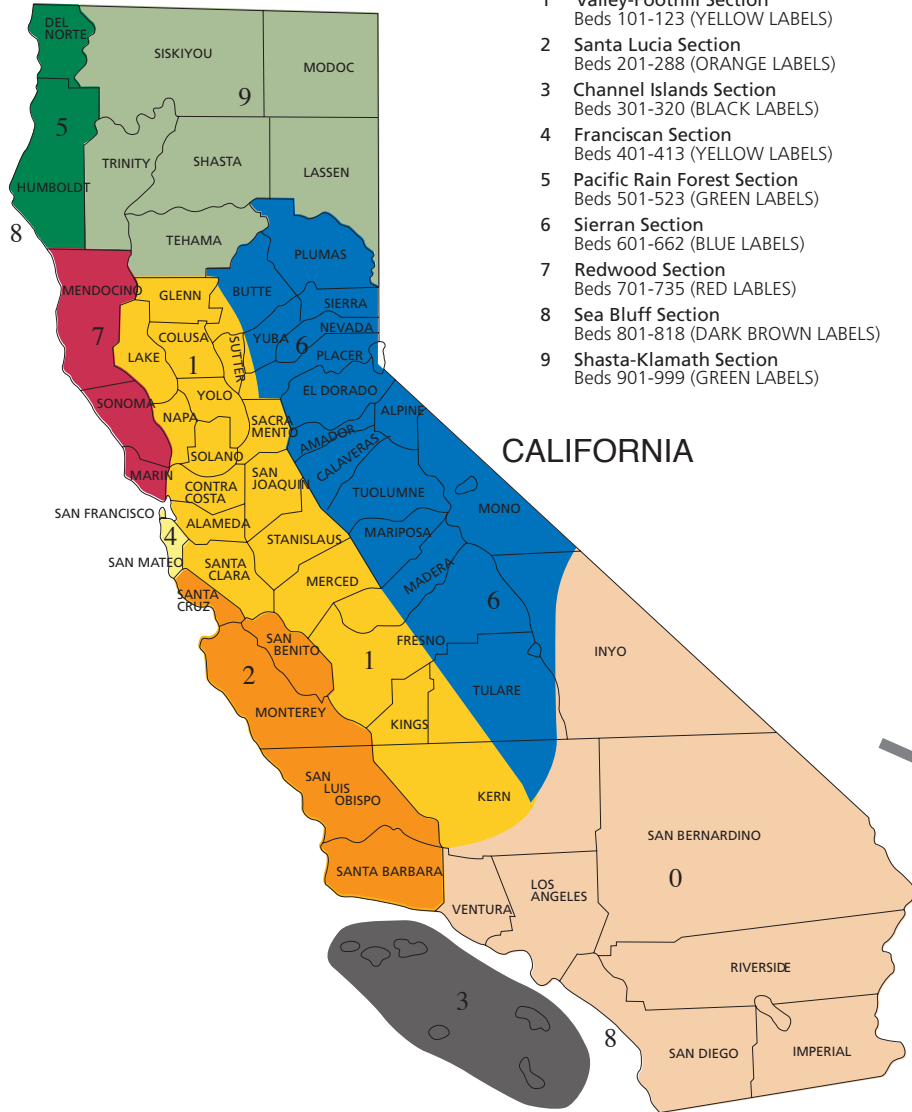 1 Valley-Foothill Section
Beds 101-123 (YELLOW LABELS)
2 Santa Lucia Section
Beds 201-288 (ORANGE LABELS)
3 Channel Islands Section
Beds 301-320 (BLACK LABELS)
4 Franciscan Section
Beds 401-413 (YELLOW LABELS)
5 Pacific Rain Forest Section
Beds 501-523 (GREEN LABELS)
6 Sierran Section
Beds 601-662 (BLUE LABELS)
7 Redwood Section
Beds 701-735 (RED LABLES)
8 Sea Bluff Section
Beds 801-818 (DARK BROWN LABELS)
9 Shasta-Klamath Section
Beds 901-999 (GREEN LABELS)
CALIFORNIA
DEL
NORTE
SISKIYOU
MODOC
9
5
TRINITY
SHASTA
LASSEN
HUMBOLDT
8
TEHAMA
PLUMAS
MENDOCINO
GLENN
BUTTE
SIERRA
COLUSA
NEVADA
7
LAKE
1
SUTTER
YUBA
6
PLACER
SONOMA
YOLO
EL DORADO
NAPA
SACRA
MENTO
ALPINE
AMADOR
SOLANO
CALAVERAS
MARIN
CONTRA
COSTA
SAN
JOAQUIN
TUOLUMNE
MONO
SAN FRANCISCO
ALAMEDA
4
STANISLAUS
MARIPOSA
SAN MATEO
SANTA
CLARA
MERCED
MADERA
SANTA
CRUZ
6
SAN
BENITO
FRESNO
INYO
2
1
TULARE
MONTEREY
KINGS
SAN
LUIS
OBISPO
KERN
SAN BERNARDINO
SANTA BARBARA
0
VENTURA
LOS
ANGELES
RIVERSIDE
3
8
SAN DIEGO
IMPERIAL